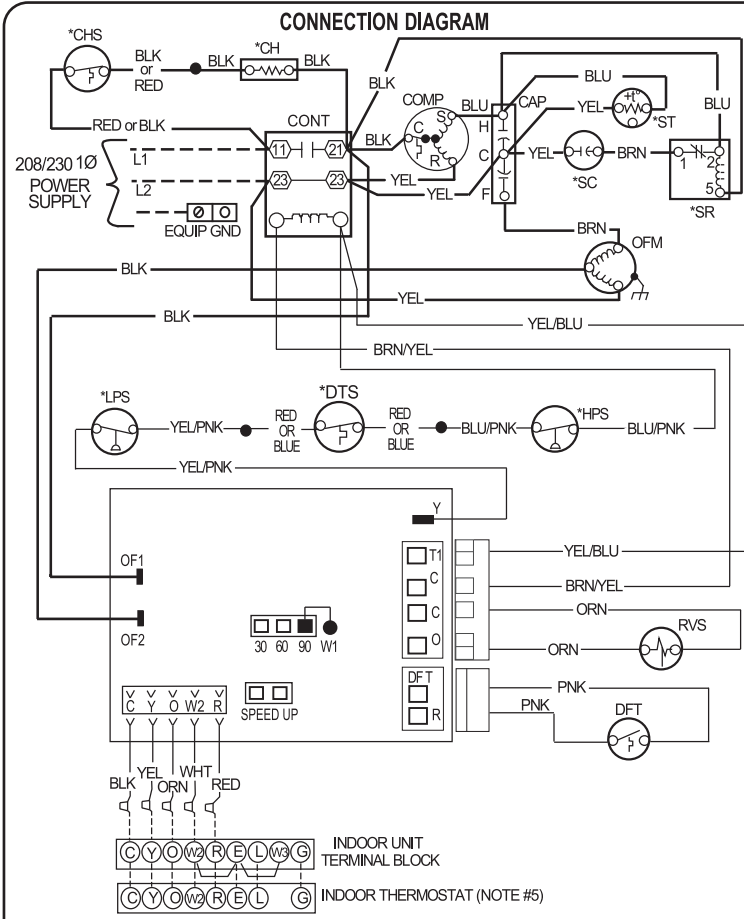 CONNECTION DIAGRAM
*CHS
BLK
or
RED
BLK
*CH
BLK
BLK
RED or BLK
CONT
11
21
23
23
208/230 1Ø
POWER
SUPPLY
L1
L2
EQUIP GND
COMP
BLK
C
S
R
YEL
YEL
BLU
H
CAP
C
F
BLU
YEL
+t°
*ST
YEL
*SC
BRN
BLU
1
2
5
*SR
BRN
OFM
BLK
YEL
BLK
YEL/BLU
BRN/YEL
*LPS
YEL/PNK
RED
OR
BLUE
*DTS
RED
OR
BLUE
BLU/PNK
*HPS
BLU/PNK
YEL/PNK
Y
OF1
OF2
T1
C
C
O
YEL/BLU
BRN/YEL
ORN
ORN
RVS
30 60 90 W1
DFT
R
PNK
PNK
DFT
C Y O W2 R
SPEED UP
BLK YEL ORN WHT RED
C Y O W2 R E L W3 G
INDOOR UNIT
TERMINAL BLOCK
C Y O W2 R E L G
INDOOR THERMOSTAT (NOTE #5)